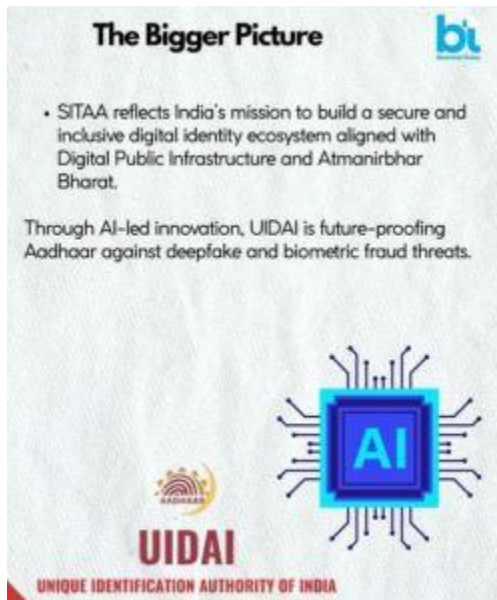 The Bigger Picture
bt
• SITAA reflects India's mission to build a secure and
inclusive digital identity ecosystem aligned with
Digital Public Infrastructure and Atmanirbhar
Bharat.
Through AI-led innovation, UIDAI is future-proofing
Aadhaar against deepfake and biometric fraud threats.
AI
AADHAAR
UIDAI
UNIQUE IDENTIFICATION AUTHORITY OF INDIA